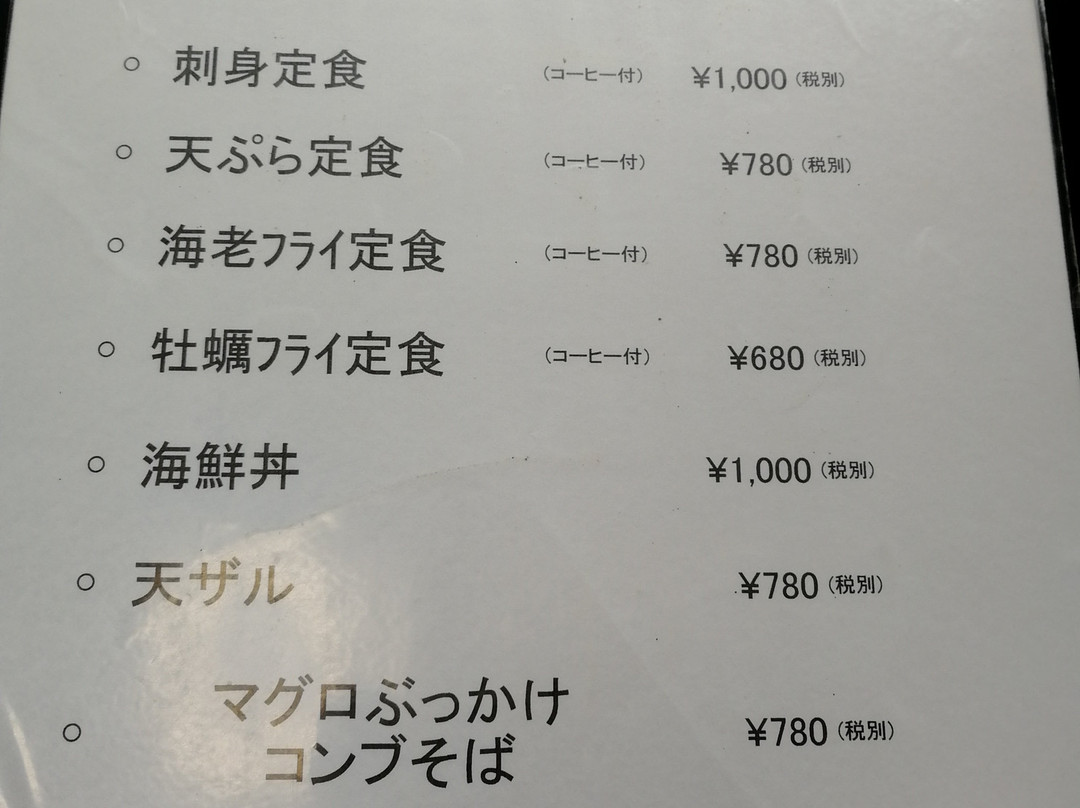 ○ 刺身定食 （コーヒー付） ¥1,000（税別）
○ 天ぷら定食 （コーヒー付） ¥780（税別）
○ 海老フライ定食 （コーヒー付） ¥780（税別）
○ 牡蠣フライ定食 （コーヒー付） ¥680（税別）
○ 海鮮丼 ¥1,000（税別）
○ 天ザル ¥780（税別）
○ マグロぶっかけ
コンブそば ¥780（税別）